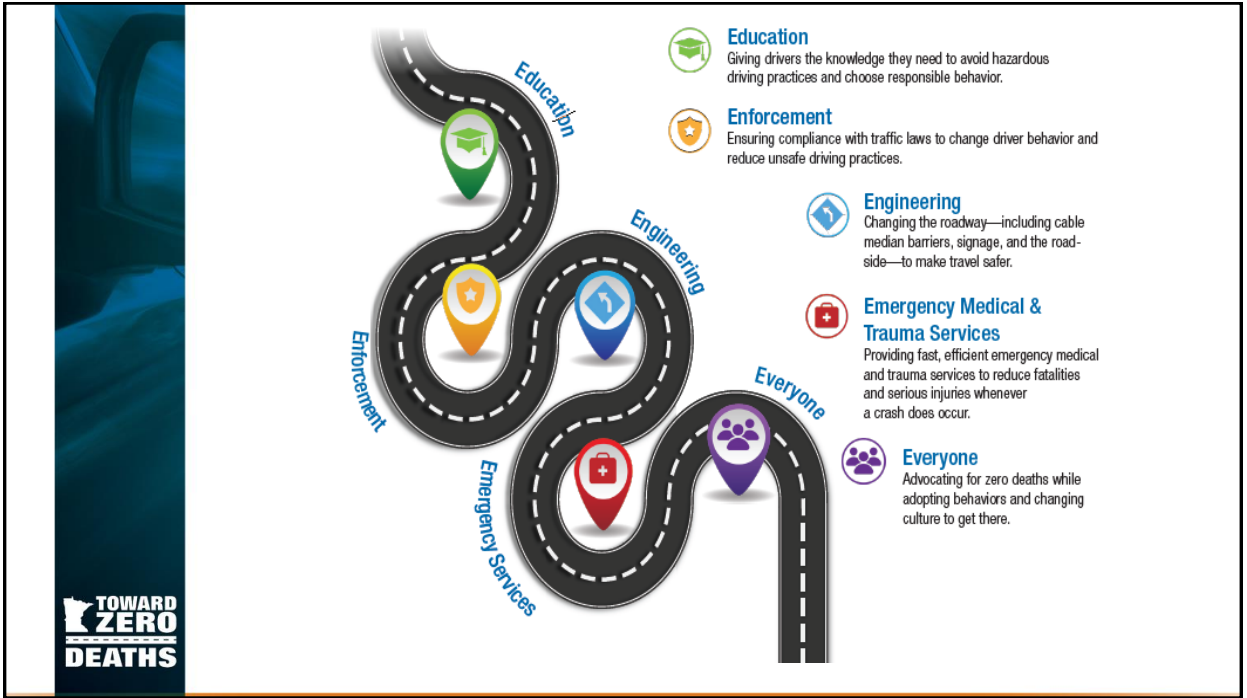 Education
Education
Giving drivers the knowledge they need to avoid hazardous
driving practices and choose responsible behavior.
Enforcement
Ensuring compliance with traffic laws to change driver behavior and
reduce unsafe driving practices.
Engineering
Engineering
Changing the roadway—including cable
median barriers, signage, and the road-
side—to make travel safer.
Emergency Medical &
Trauma Services
Providing fast, efficient emergency medical
and trauma services to reduce fatalities
and serious injuries whenever
a crash does occur.
Enforcement
Everyone
Everyone
Advocating for zero deaths while
adopting behaviors and changing
culture to get there.
Emergency Services
TOWARD
ZERO
DEATHS